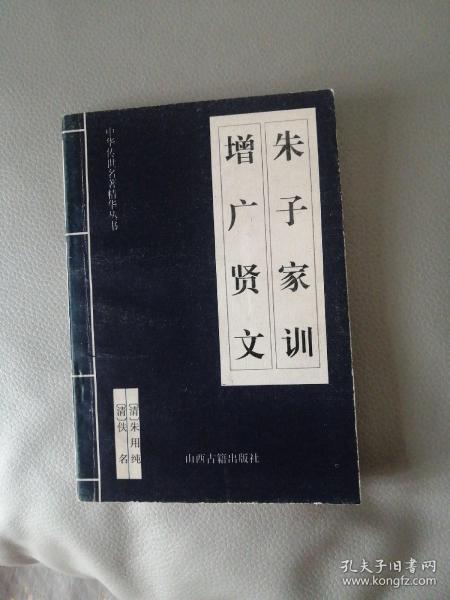 朱子家训
增广贤文
中华传世名著精华丛书
［清］朱用纯
［清］佚名
山西古籍出版社
孔夫子旧书网
www.kongfz.com